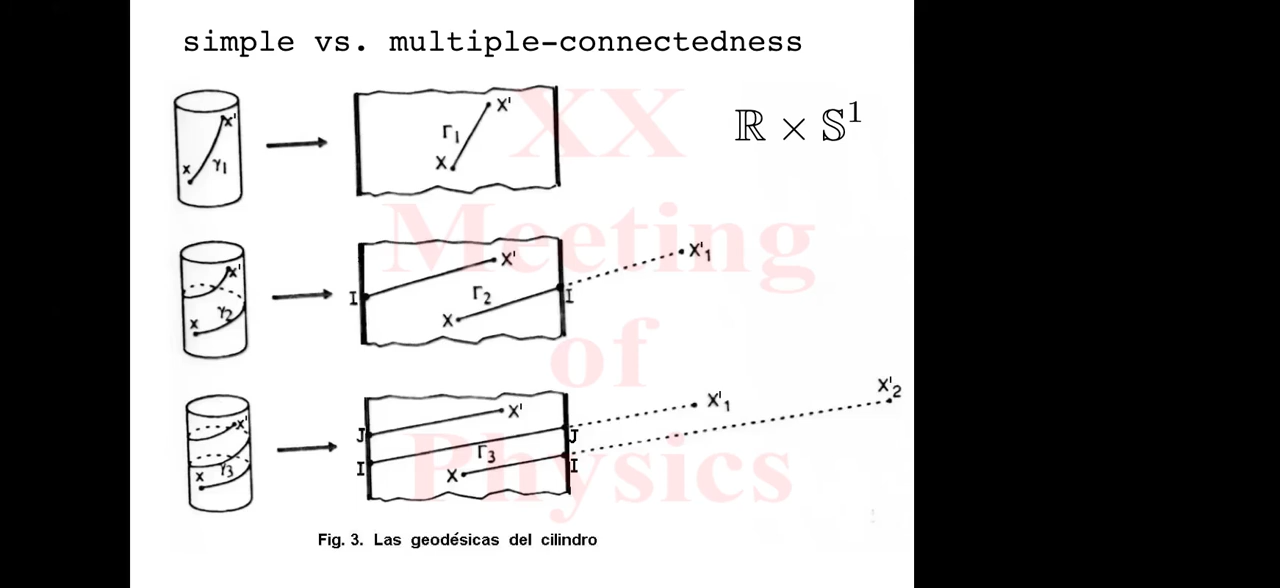 simple vs. multiple-connectedness
XX
Meeting
of
Physics
ℝ × 𝕊¹
X'
X
γ1
Γ1
X'
X
X'
X
γ2
I
X'
Γ2
X
I
X'1
X'
X
γ3
J
I
X'
Γ3
X
J
I
X'1
X'2
Fig. 3. Las geodésicas del cilindro